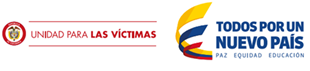 UNIDAD PARA LAS VÍCTIMAS
TODOS POR UN
NUEVO PAÍS
PAZ EQUIDAD EDUCACIÓN